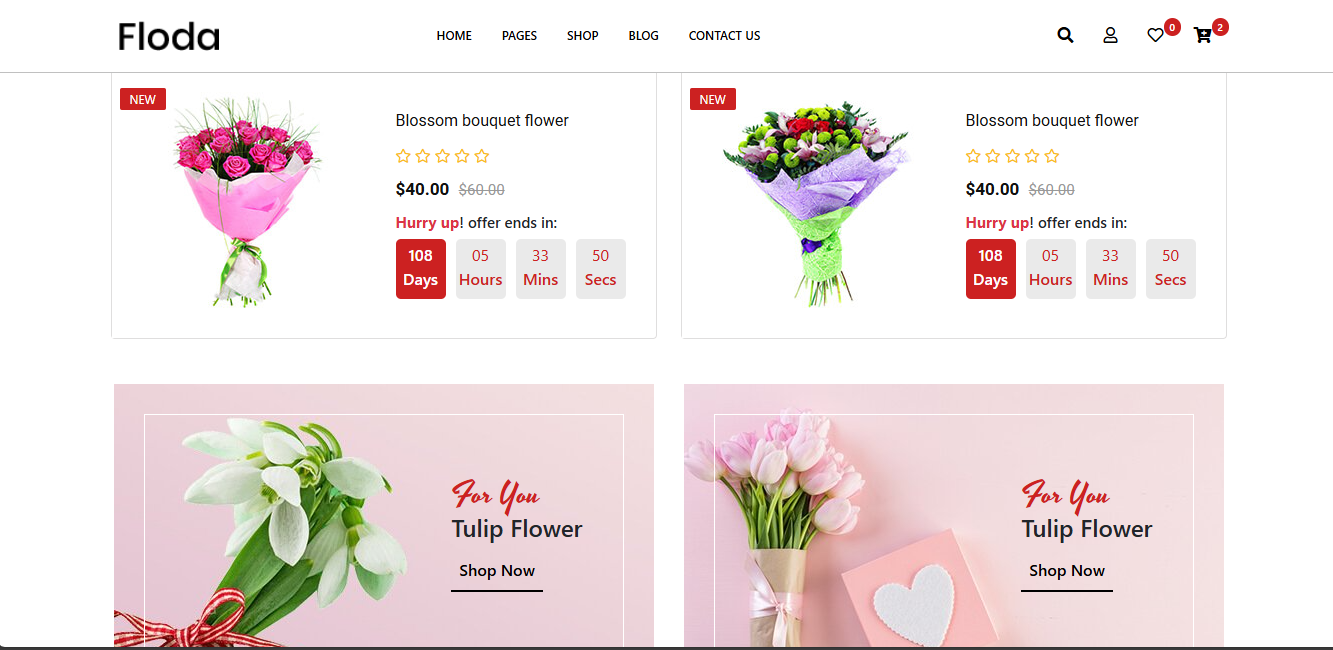 Floda
HOME PAGES SHOP BLOG CONTACT US
0
2
NEW
Blossom bouquet flower
$40.00 $60.00
Hurry up! offer ends in:
108 05 33 50
Days Hours Mins Secs
NEW
Blossom bouquet flower
$40.00 $60.00
Hurry up! offer ends in:
108 05 33 50
Days Hours Mins Secs
For You
Tulip Flower
Shop Now
For You
Tulip Flower
Shop Now